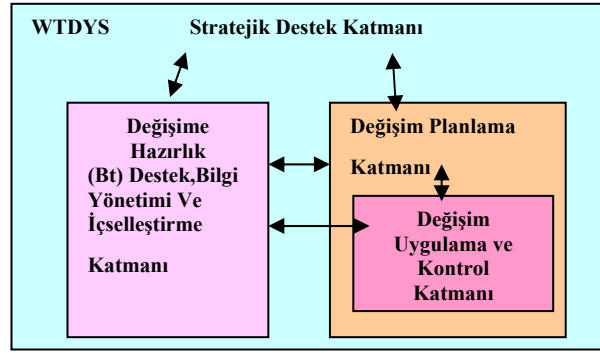 WTDYS Stratejik Destek Katmanı
Değişime
Hazırlık
(Bt) Destek,Bilgi
Yönetimi Ve
İçselleştirme
Katmanı
Değişim Planlama
Katmanı
Değişim
Uygulama ve
Kontrol
Katmanı